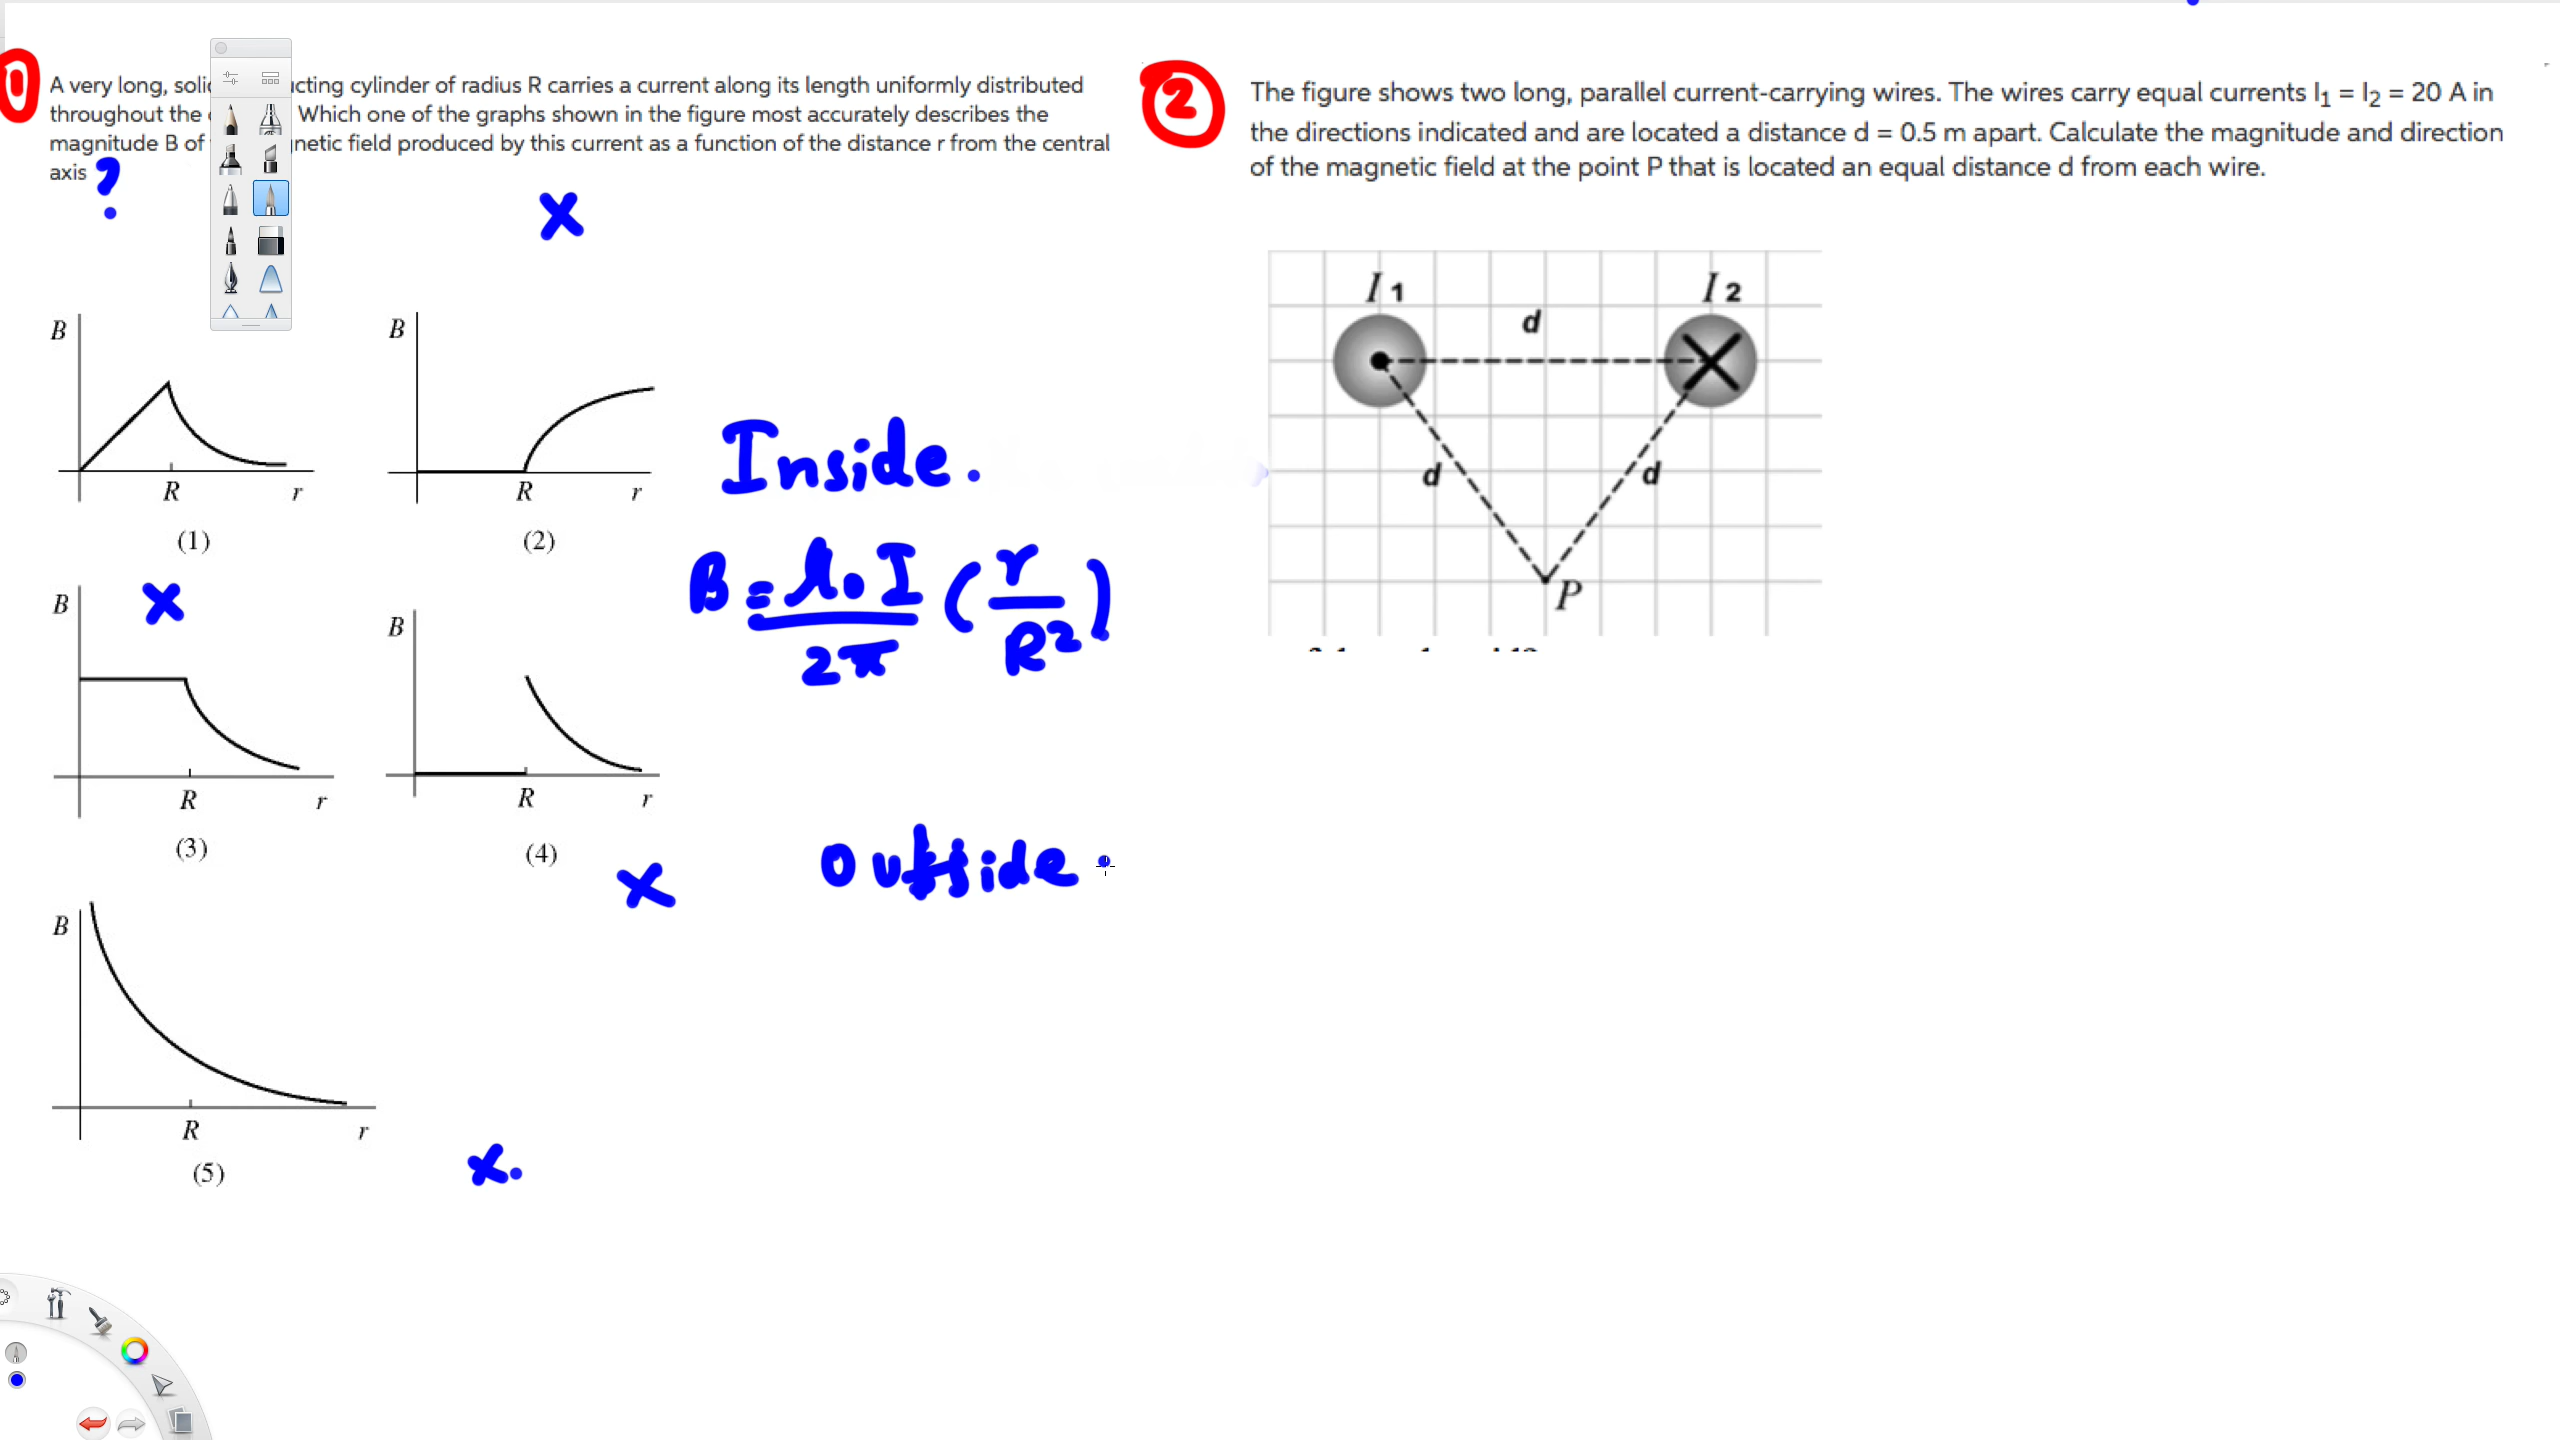 A very long, soli cting cylinder of radius R carries a current along its length uniformly distributed
throughout the Which one of the graphs shown in the figure most accurately describes the
magnitude B of netic field produced by this current as a function of the distance r from the central
axis ?
B
R
r
(1)
B
R
r
(2)
B
R
r
(3)
B
R
r
(4)
B
R
r
(5)
x
x
x
x.
Inside.
B = μ₀I / 2π (r / R²)
Outside :
2
The figure shows two long, parallel current-carrying wires. The wires carry equal currents I₁ = I₂ = 20 A in
the directions indicated and are located a distance d = 0.5 m apart. Calculate the magnitude and direction
of the magnetic field at the point P that is located an equal distance d from each wire.
I 1
I 2
d
d
d
P